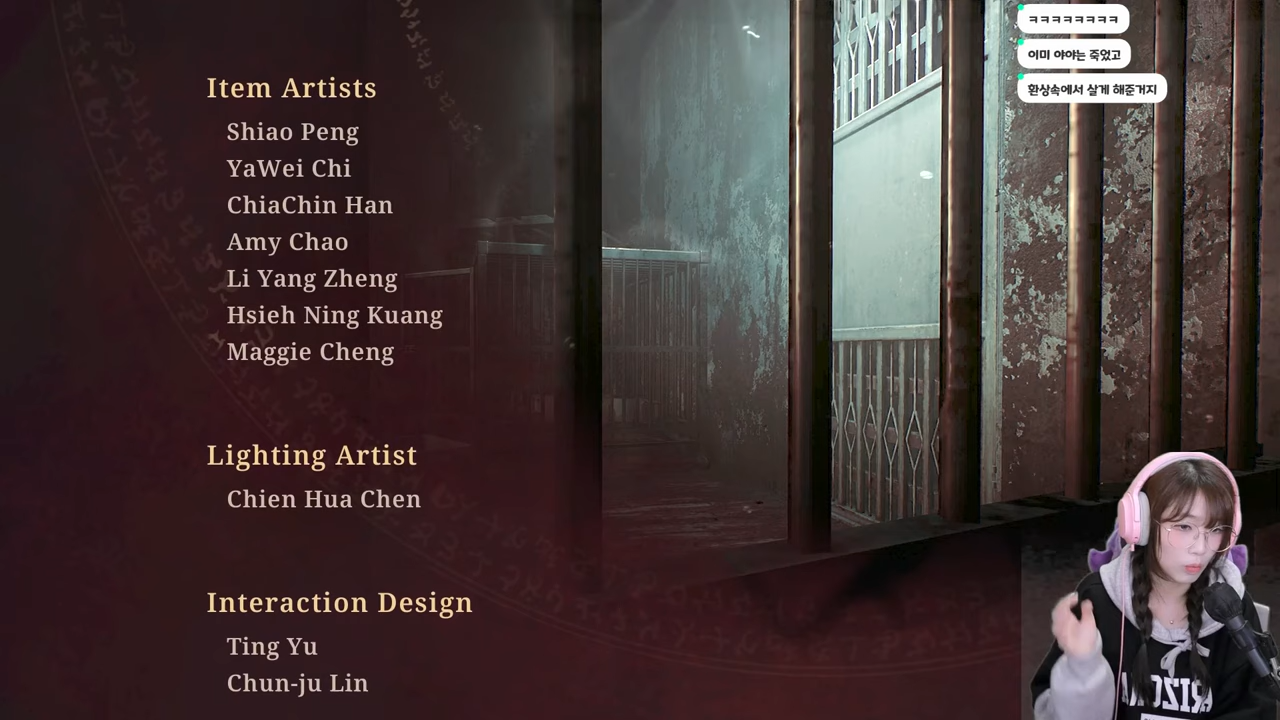 Item Artists
Shiao Peng
YaWei Chi
ChiaChin Han
Amy Chao
Li Yang Zheng
Hsieh Ning Kuang
Maggie Cheng
Lighting Artist
Chien Hua Chen
Interaction Design
Ting Yu
Chun-ju Lin
ㅋㅋㅋㅋㅋㅋㅋㅋ
이미 야야는 죽었고
환상속에서 살게 해준거지